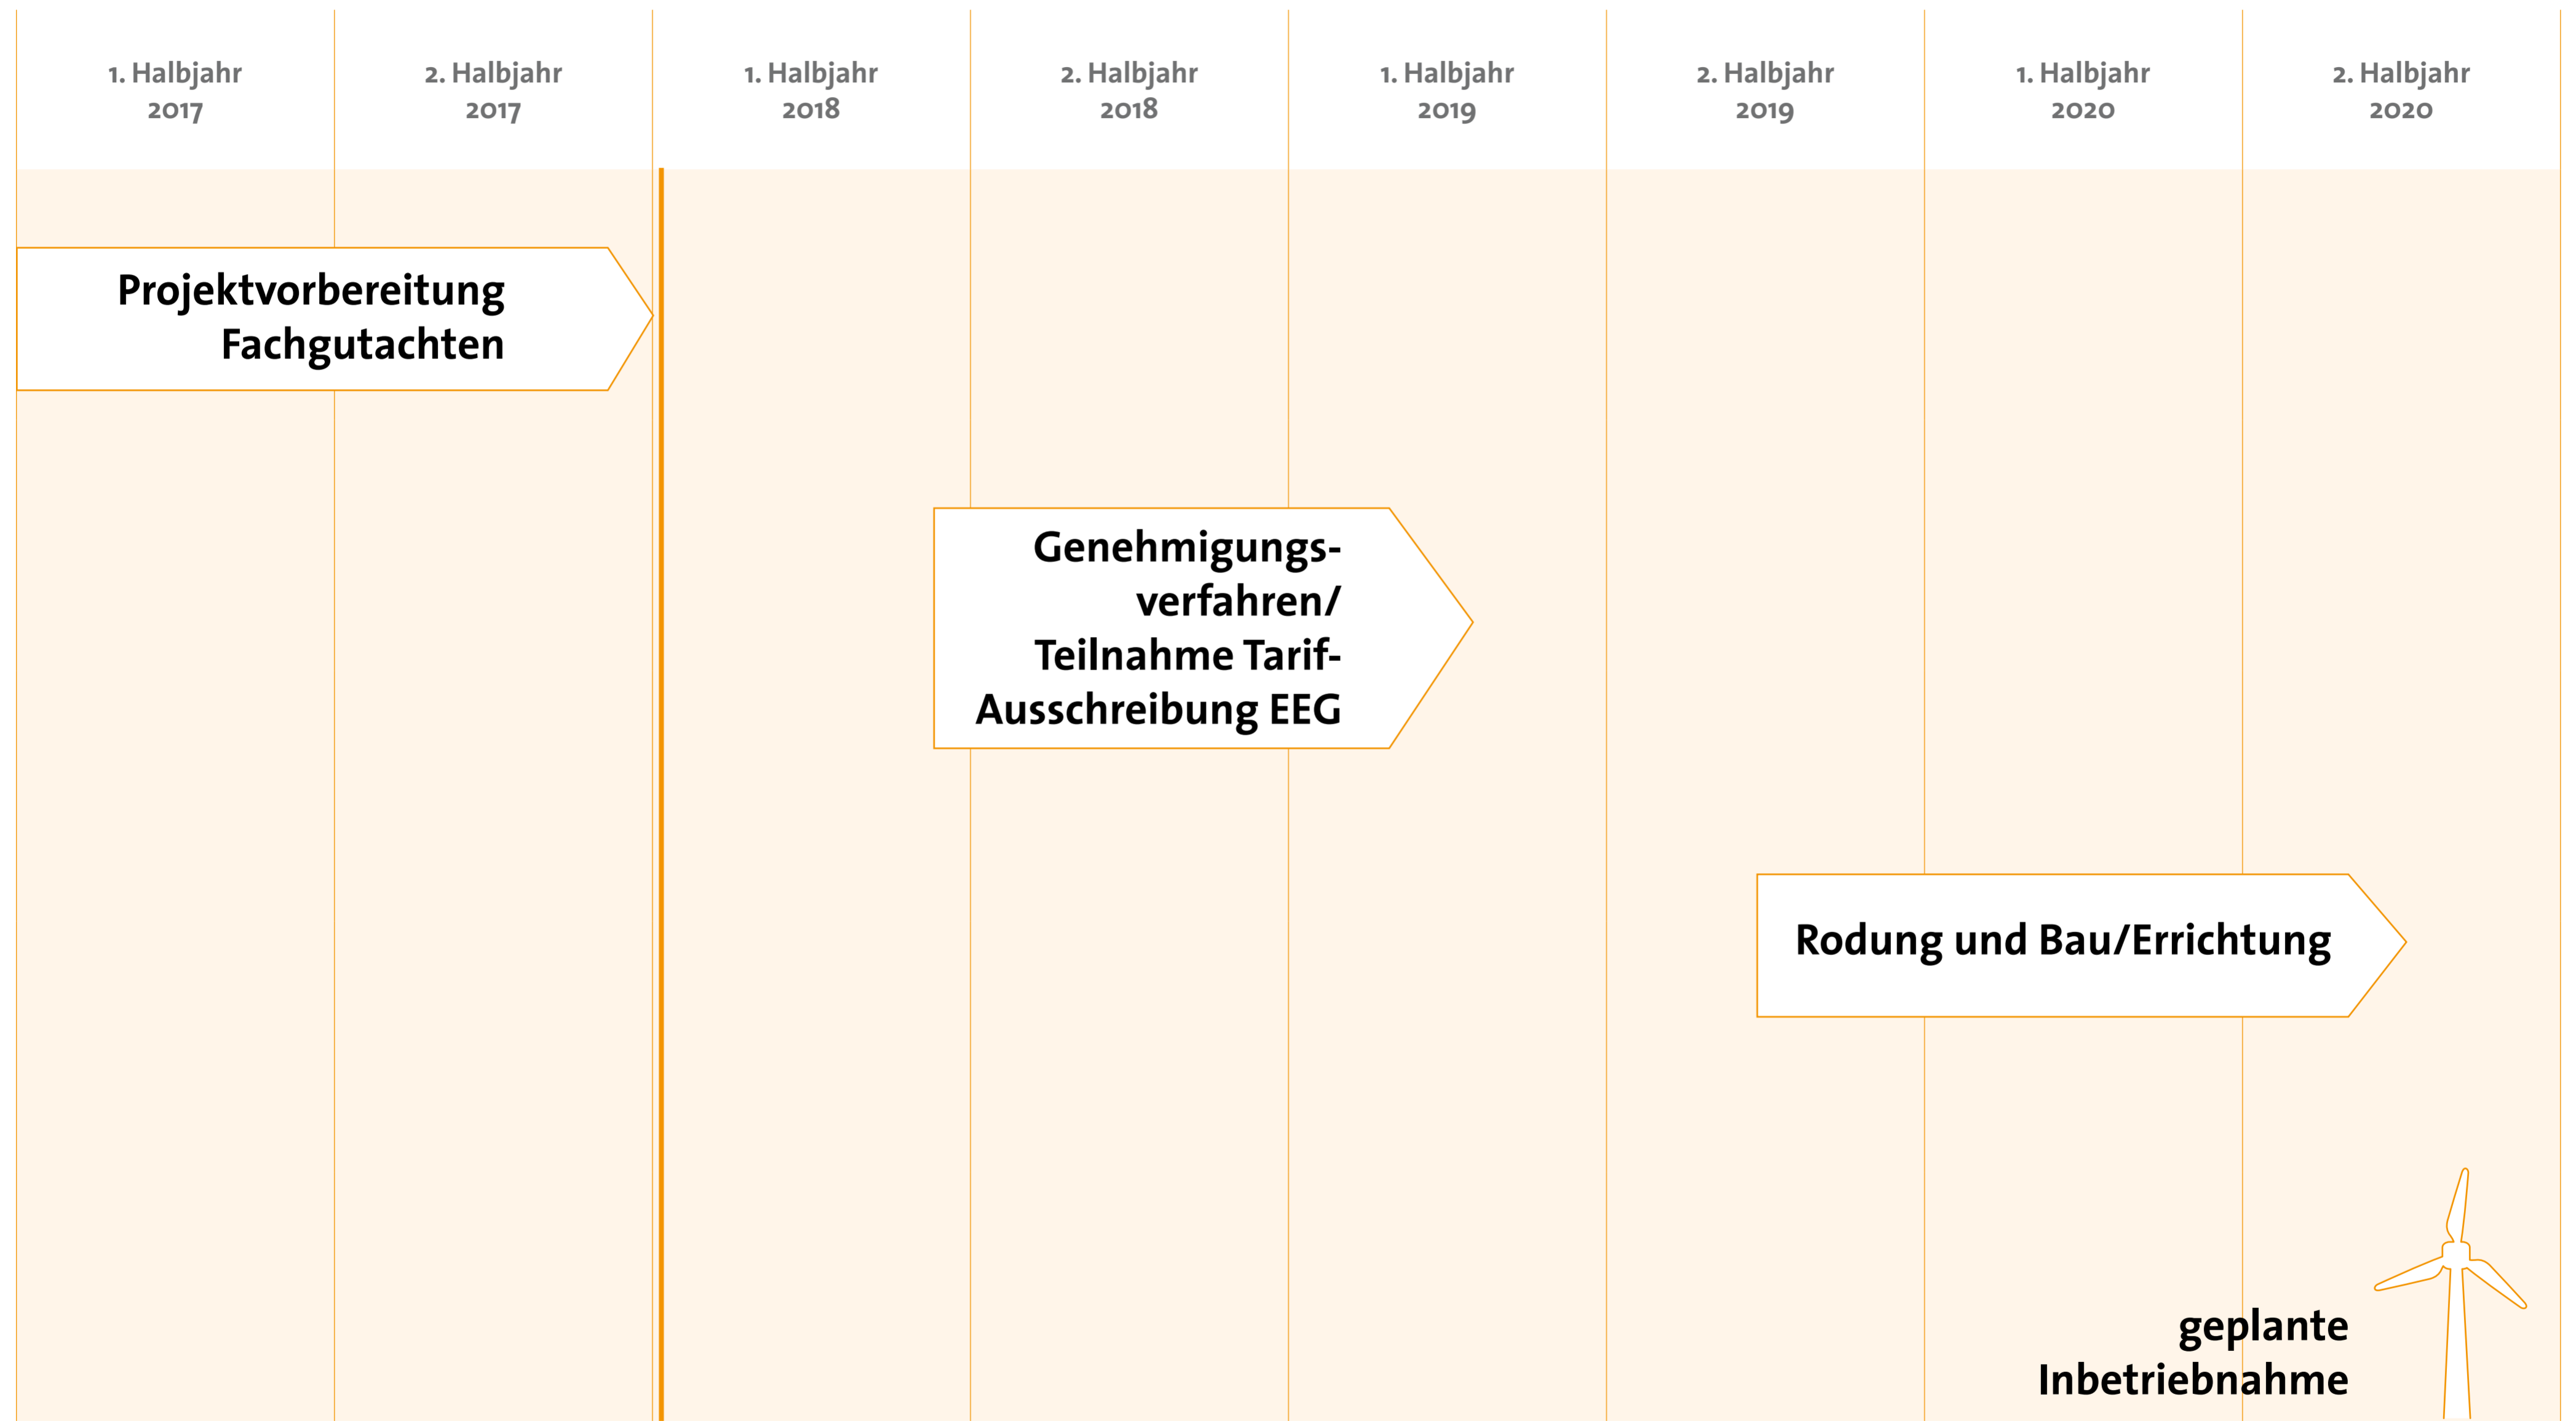 1. Halbjahr
2017
2. Halbjahr
2017
1. Halbjahr
2018
2. Halbjahr
2018
1. Halbjahr
2019
2. Halbjahr
2019
1. Halbjahr
2020
2. Halbjahr
2020
Projektvorbereitung
Fachgutachten
Genehmigungs-
verfahren/
Teilnahme Tarif-
Ausschreibung EEG
Rodung und Bau/Errichtung
geplante
Inbetriebnahme